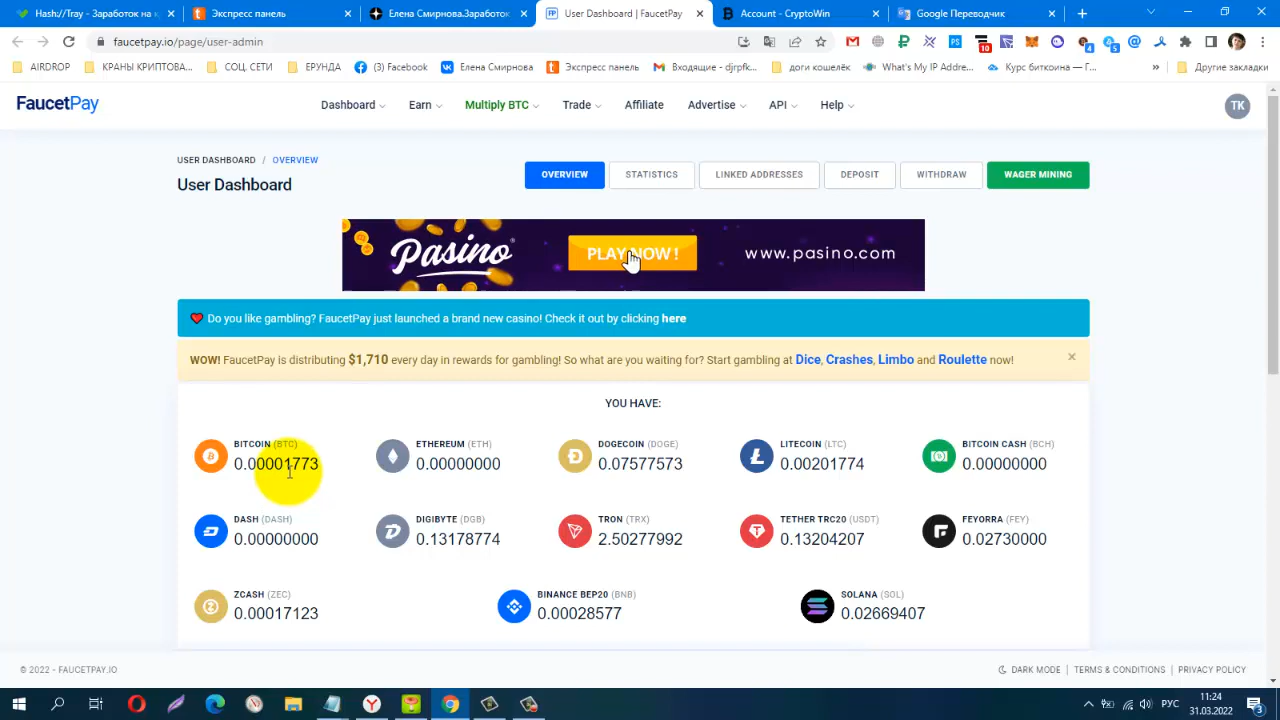 Hash://Tray - Заработок на к
Экспресс панель
Елена Смирнова.Заработок
User Dashboard | FaucetPay
Account - CryptoWin
Google Переводчик
faucetpay.io/page/user-admin
AIRDROP
КРАНЫ КРИПТОВА...
СОЦ. СЕТИ
ЕРУНДА
(3) Facebook
Елена Смирнова
Экспресс панель
Входящие - djrpfk...
доги кошелёк
What's My IP Addre...
Курс биткоина — Г...
»
Другие закладки
FaucetPay
Dashboard
Earn
Multiply BTC
Trade
Affiliate
Advertise
API
Help
TK
USER DASHBOARD / OVERVIEW
User Dashboard
OVERVIEW
STATISTICS
LINKED ADDRESSES
DEPOSIT
WITHDRAW
WAGER MINING
Pasino
PLAY NOW !
www.pasino.com
Do you like gambling? FaucetPay just launched a brand new casino! Check it out by clicking here
WOW! FaucetPay is distributing $1,710 every day in rewards for gambling! So what are you waiting for? Start gambling at Dice, Crashes, Limbo and Roulette now!
YOU HAVE:
BITCOIN (BTC)
0.00001773
ETHEREUM (ETH)
0.00000000
DOGECOIN (DOGE)
0.07577573
LITECOIN (LTC)
0.00201774
BITCOIN CASH (BCH)
0.00000000
DASH (DASH)
0.00000000
DIGIBYTE (DGB)
0.13178774
TRON (TRX)
2.50277992
TETHER TRC20 (USDT)
0.13204207
FEYORRA (FEY)
0.02730000
ZCASH (ZEC)
0.00017123
BINANCE BEP20 (BNB)
0.00028577
SOLANA (SOL)
0.02669407
© 2022 - FAUCETPAY.IO
DARK MODE | TERMS & CONDITIONS | PRIVACY POLICY
РУС
11:24
31.03.2022